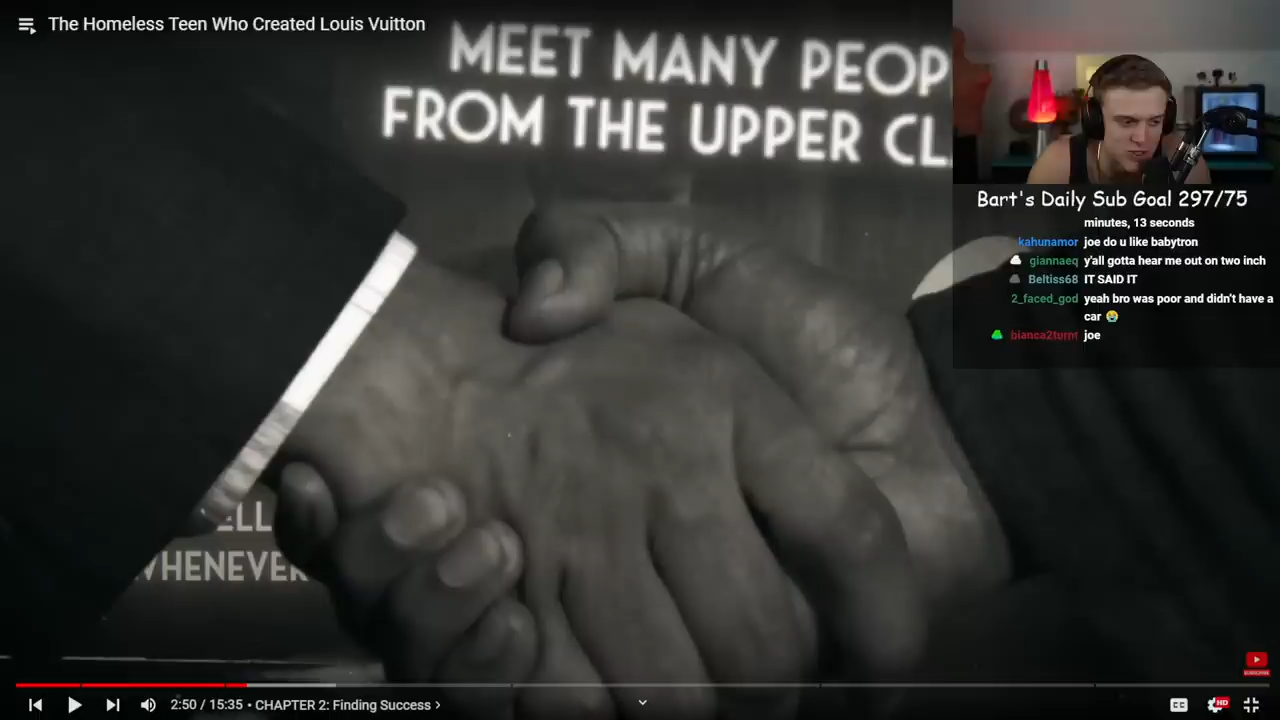 The Homeless Teen Who Created Louis Vuitton
MEET MANY PEOP
FROM THE UPPER CL
Bart's Daily Sub Goal 297/75
minutes, 13 seconds
kahunamor joe do u like babytron
giannaeq y'all gotta hear me out on two inch
Beltiss68 IT SAID IT
2_faced_god yeah bro was poor and didn't have a
car 😭
bianca2turnt joe
ELL
WHENEVER
SUBSCRIBE
2:50 / 15:35 • CHAPTER 2: Finding Success ›
CC
HD